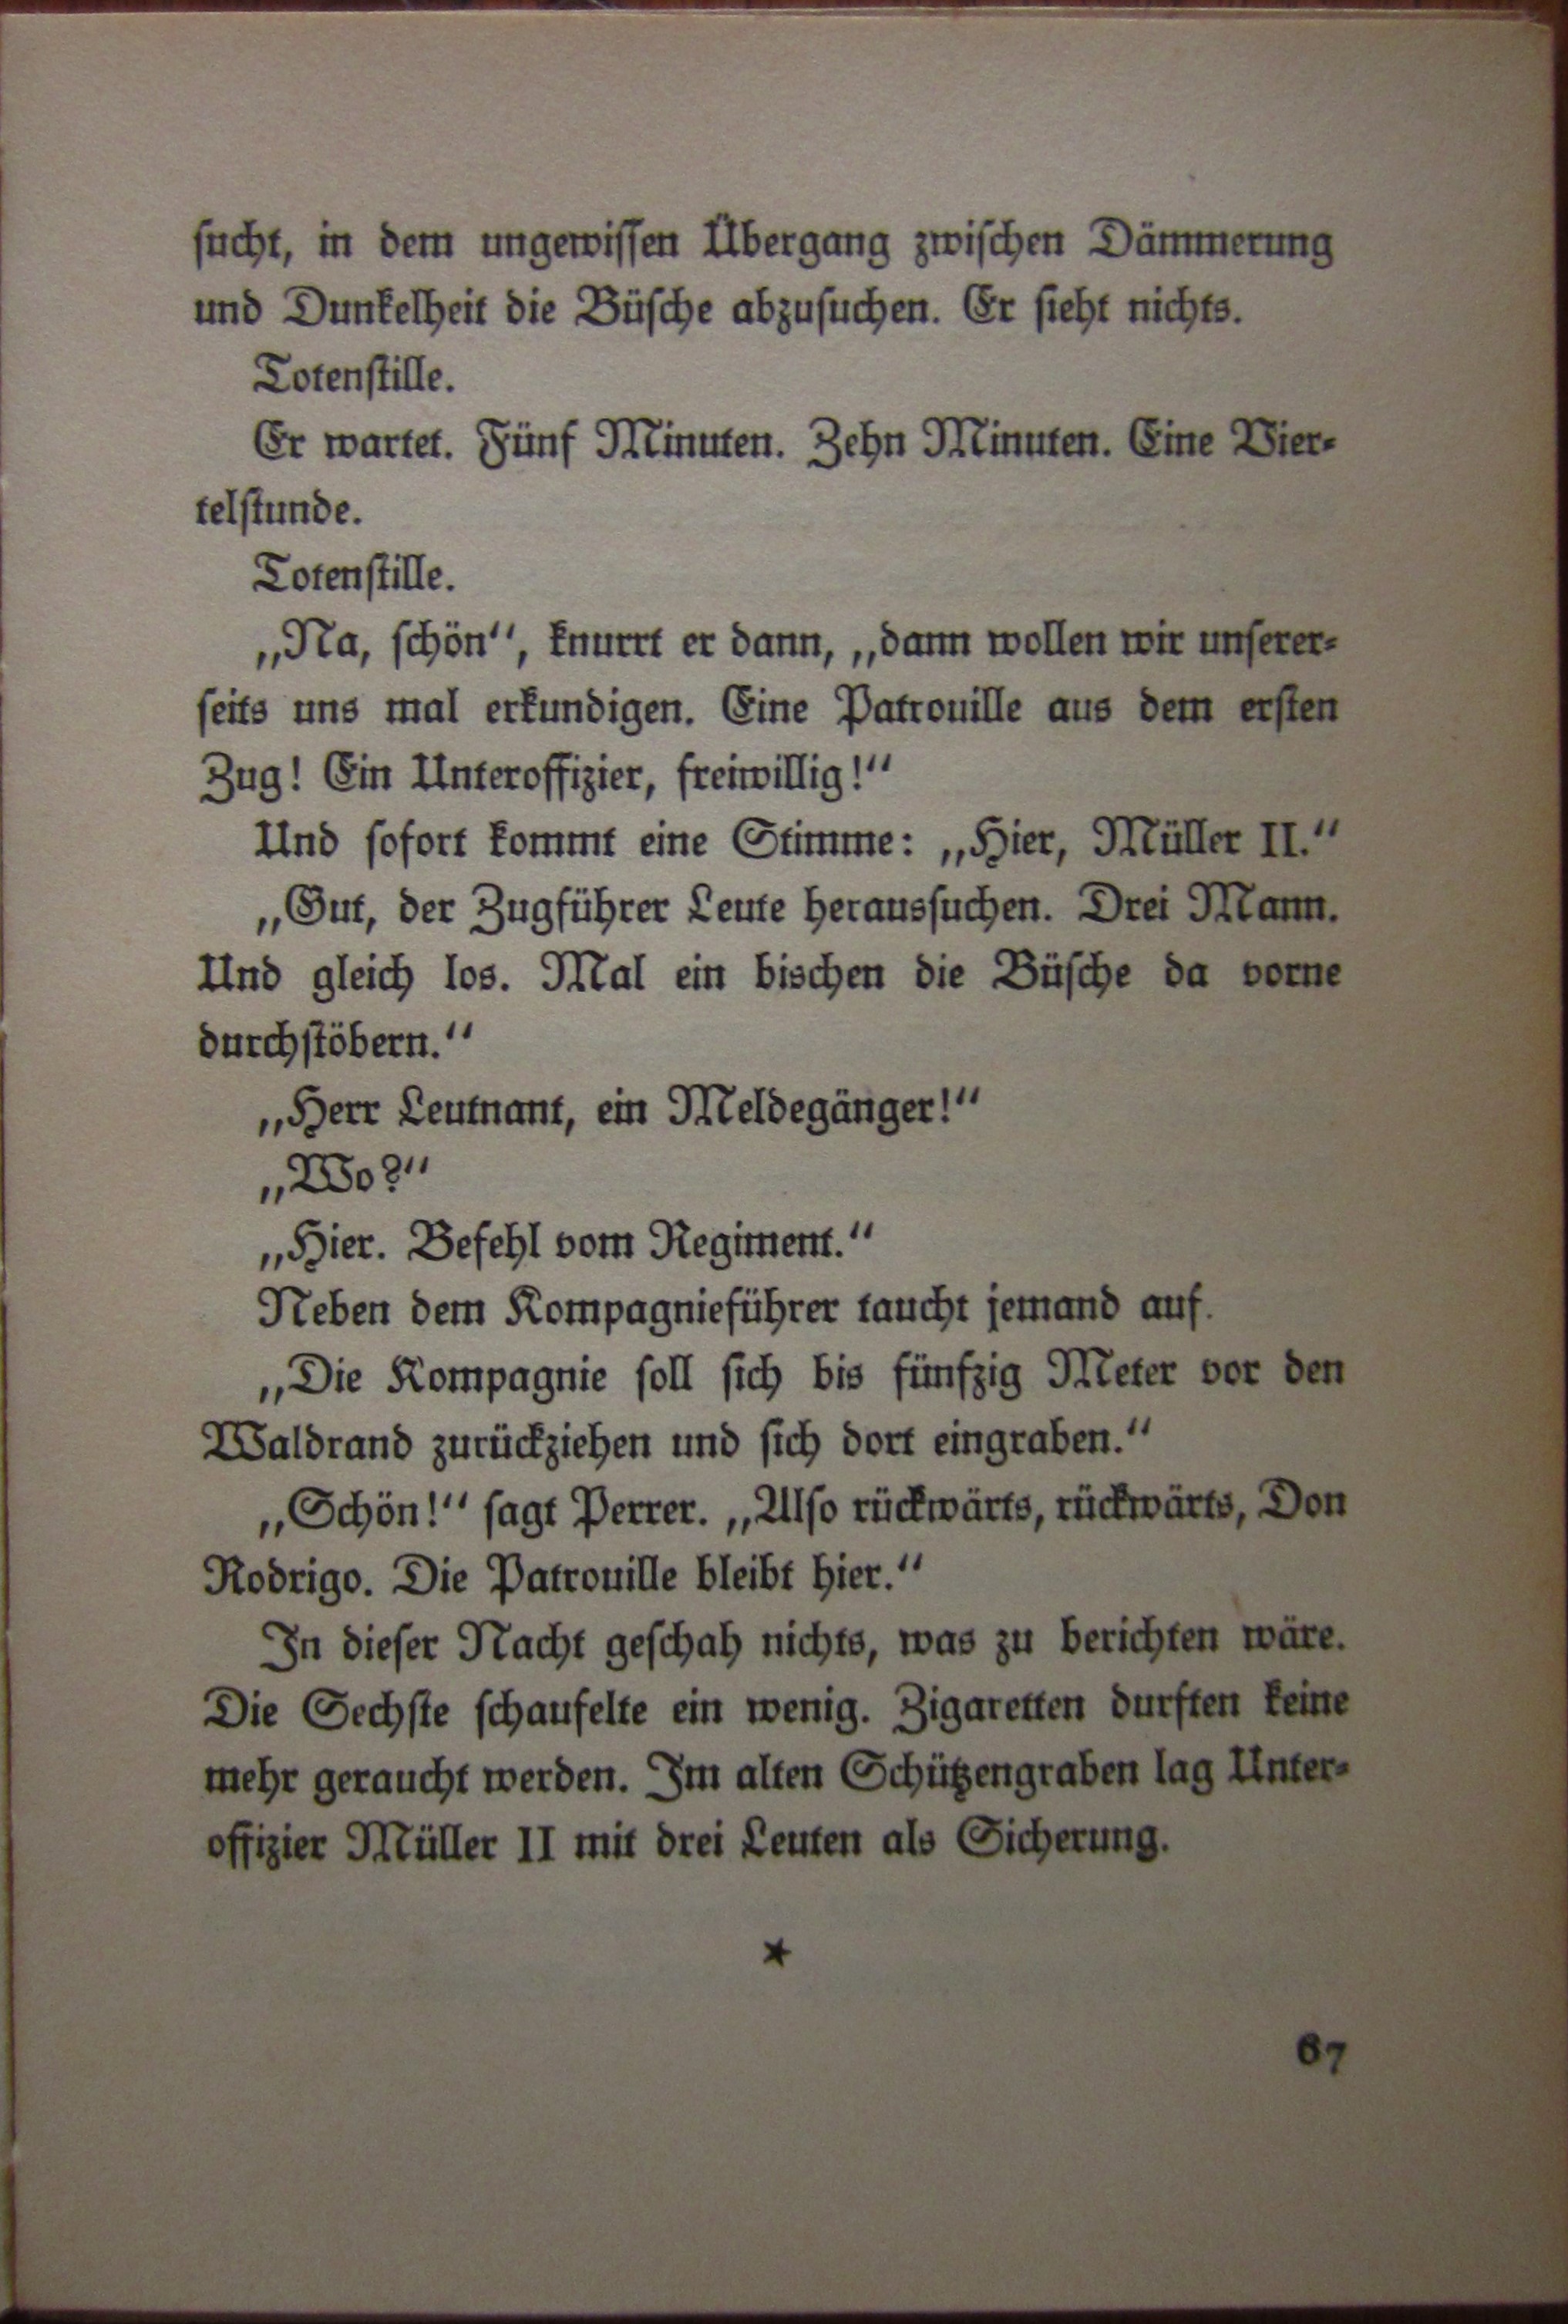 sucht, in dem ungewissen Übergang zwischen Dämmerung
und Dunkelheit die Büsche abzusuchen. Er sieht nichts.
Totenstille.
Er wartet. Fünf Minuten. Zehn Minuten. Eine Vier-
telstunde.
Totenstille.
„Na, schön“, knurrt er dann, „dann wollen wir unserer-
seits uns mal erkundigen. Eine Patrouille aus dem ersten
Zug! Ein Unteroffizier, freiwillig!“
Und sofort kommt eine Stimme: „Hier, Müller II.“
„Gut, der Zugführer Leute heraussuchen. Drei Mann.
Und gleich los. Mal ein bischen die Büsche da vorne
durchstöbern.“
„Herr Leutnant, ein Meldegänger!“
„Wo?“
„Hier. Befehl vom Regiment.“
Neben dem Kompagnieführer taucht jemand auf.
„Die Kompagnie soll sich bis fünfzig Meter vor den
Waldrand zurückziehen und sich dort eingraben.“
„Schön!“ sagt Perrer. „Also rückwärts, rückwärts, Don
Rodrigo. Die Patrouille bleibt hier.“
In dieser Nacht geschah nichts, was zu berichten wäre.
Die Sechste schaufelte ein wenig. Zigaretten durften keine
mehr geraucht werden. Im alten Schützengraben lag Unter-
offizier Müller II mit drei Leuten als Sicherung.
★
67